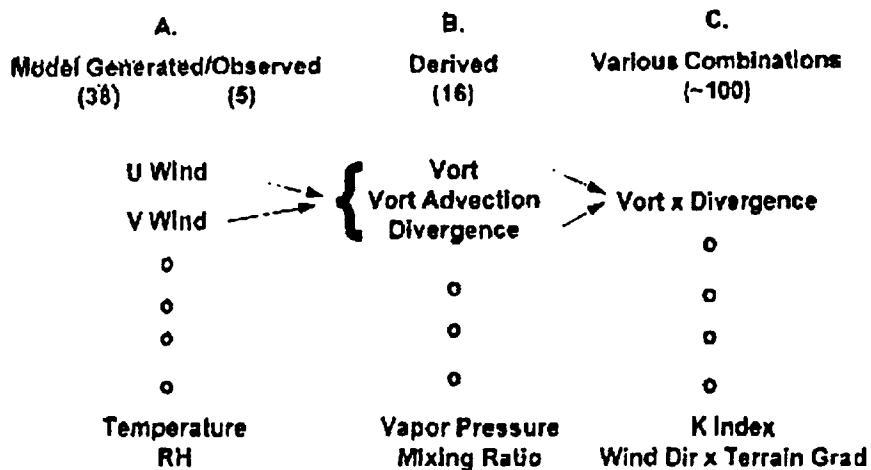 A.
Model Generated/Observed
(38) (5)
U Wind
V Wind
Temperature
RH
B.
Derived
(16)
Vort
Vort Advection
Divergence
Vapor Pressure
Mixing Ratio
C.
Various Combinations
(~100)
Vort x Divergence
K Index
Wind Dir x Terrain Grad